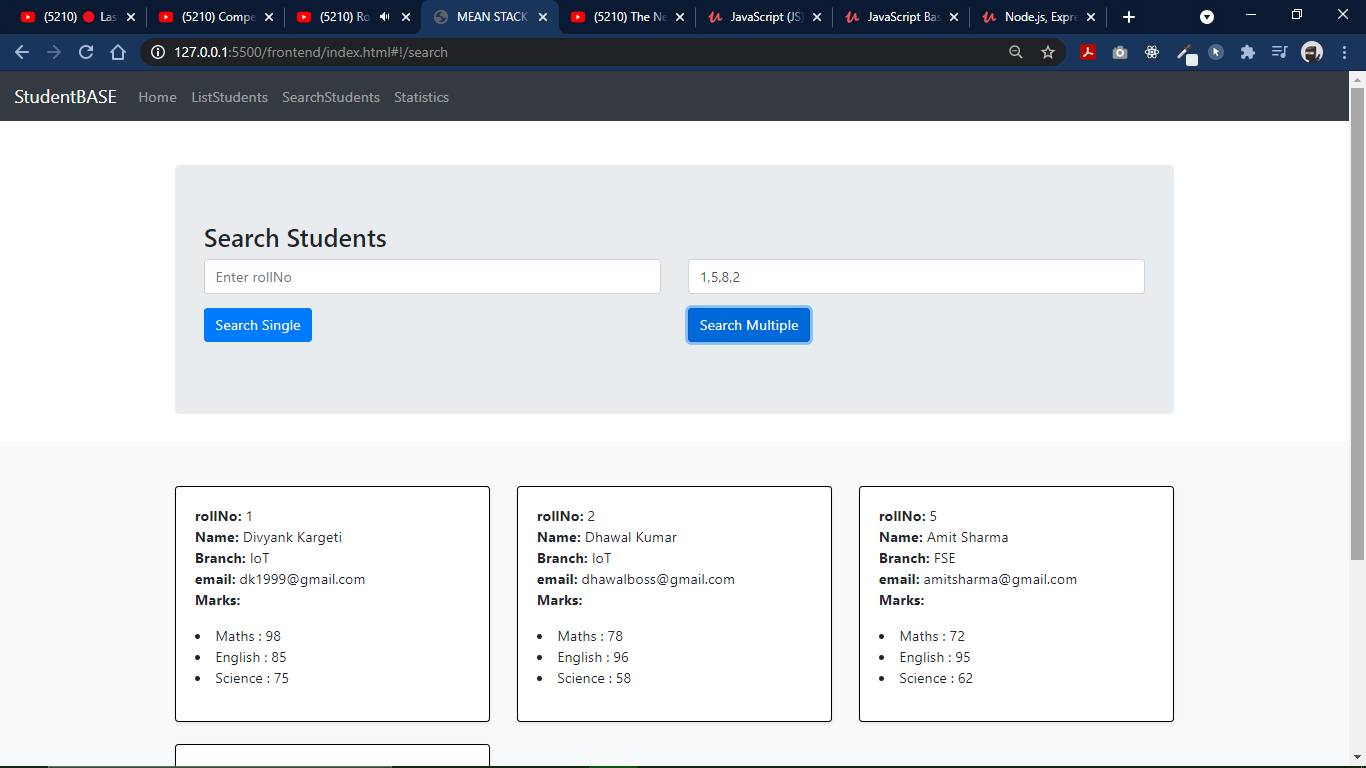 (5210) 🔴 Las
(5210) Compe
(5210) Ro
MEAN STACK
(5210) The Ne
JavaScript (JS)
JavaScript Bas
Node.js, Expre
127.0.0.1:5500/frontend/index.html#!/search
StudentBASE Home ListStudents SearchStudents Statistics
Search Students
Enter rollNo
1,5,8,2
Search Single
Search Multiple
rollNo: 1
Name: Divyank Kargeti
Branch: IoT
email: dk1999@gmail.com
Marks:
• Maths : 98
• English : 85
• Science : 75
rollNo: 2
Name: Dhawal Kumar
Branch: IoT
email: dhawalboss@gmail.com
Marks:
• Maths : 78
• English : 96
• Science : 58
rollNo: 5
Name: Amit Sharma
Branch: FSE
email: amitsharma@gmail.com
Marks:
• Maths : 72
• English : 95
• Science : 62